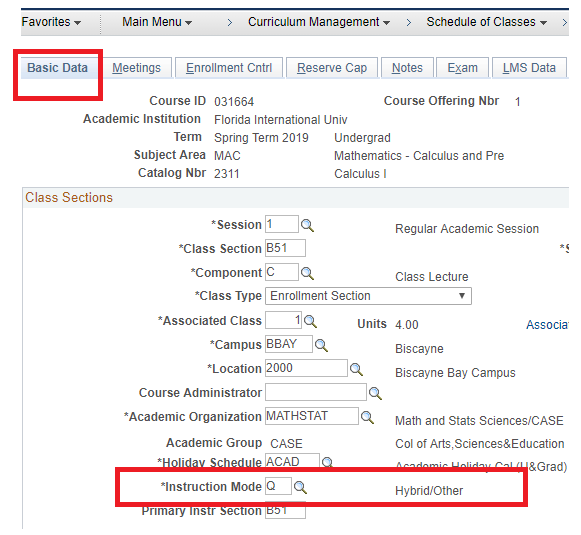 Favorites Main Menu > Curriculum Management > Schedule of Classes >
Basic Data Meetings Enrollment Cntrl Reserve Cap Notes Exam LMS Data
Course ID 031664 Course Offering Nbr 1
Academic Institution Florida International Univ
Term Spring Term 2019 Undergrad
Subject Area MAC Mathematics - Calculus and Pre
Catalog Nbr 2311 Calculus I
Class Sections
*Session 1 Regular Academic Session
*Class Section B51 *S
*Component C Class Lecture
*Class Type Enrollment Section
*Associated Class 1 Units 4.00 Associa
*Campus BBAY Biscayne
*Location 2000 Biscayne Bay Campus
Course Administrator
*Academic Organization MATHSTAT Math and Stats Sciences/CASE
Academic Group CASE Col of Arts,Sciences&Education
*Holiday Schedule ACAD Academic Holiday Cal (U&Grad)
*Instruction Mode Q Hybrid/Other
Primary Instr Section B51